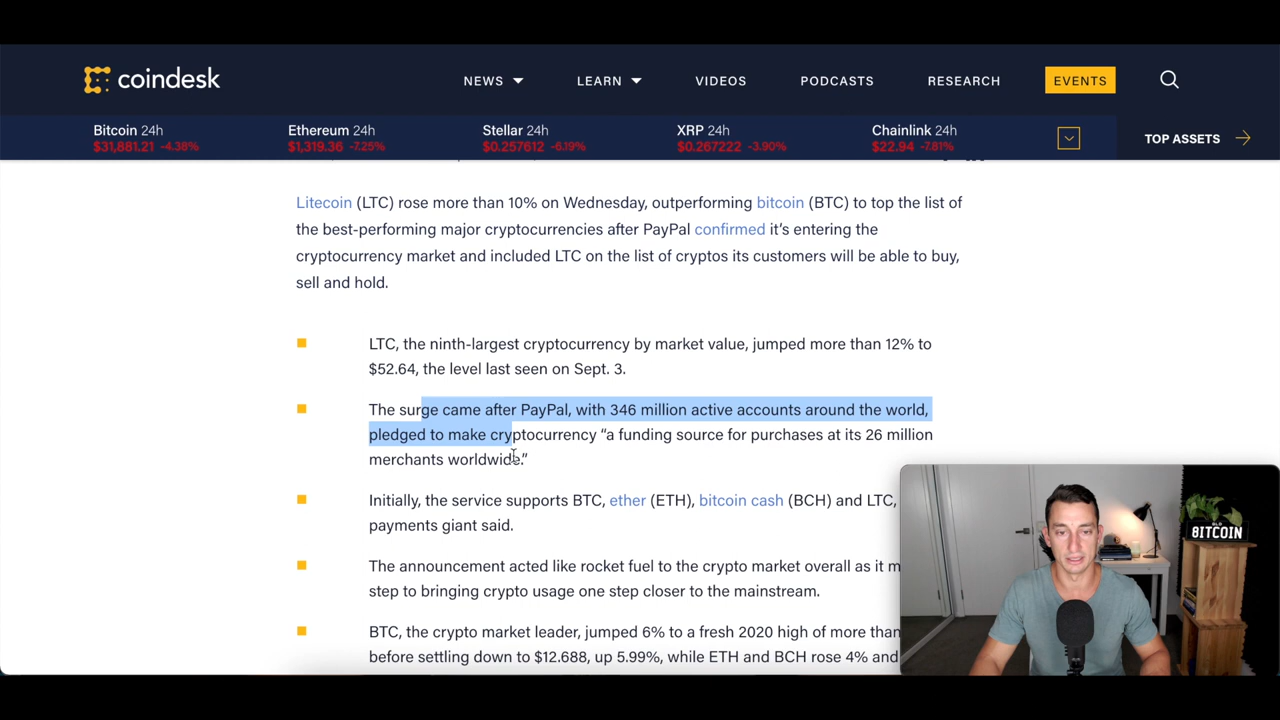 coindesk
NEWS
LEARN
VIDEOS
PODCASTS
RESEARCH
EVENTS
Bitcoin 24h
$31,881.21 -4.38%
Ethereum 24h
$1,319.36 -7.25%
Stellar 24h
$0.257612 -6.19%
XRP 24h
$0.267222 -3.90%
Chainlink 24h
$22.94 -7.81%
TOP ASSETS
Litecoin (LTC) rose more than 10% on Wednesday, outperforming bitcoin (BTC) to top the list of
the best-performing major cryptocurrencies after PayPal confirmed it’s entering the
cryptocurrency market and included LTC on the list of cryptos its customers will be able to buy,
sell and hold.
LTC, the ninth-largest cryptocurrency by market value, jumped more than 12% to
$52.64, the level last seen on Sept. 3.
The surge came after PayPal, with 346 million active accounts around the world,
pledged to make cryptocurrency “a funding source for purchases at its 26 million
merchants worldwide.”
Initially, the service supports BTC, ether (ETH), bitcoin cash (BCH) and LTC,
payments giant said.
The announcement acted like rocket fuel to the crypto market overall as it m
step to bringing crypto usage one step closer to the mainstream.
BTC, the crypto market leader, jumped 6% to a fresh 2020 high of more than
before settling down to $12.688, up 5.99%, while ETH and BCH rose 4% and
BITCOIN